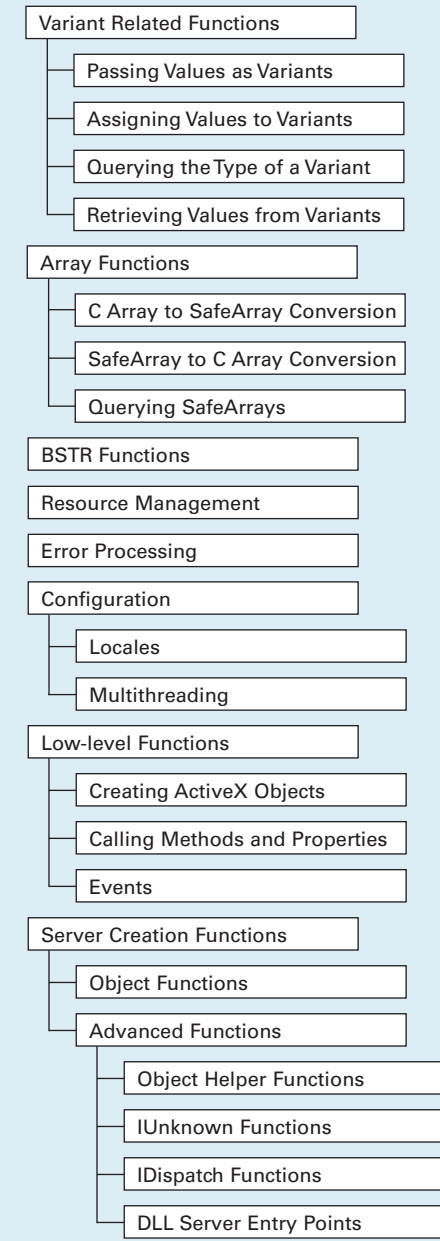 Variant Related Functions
Passing Values as Variants
Assigning Values to Variants
Querying the Type of a Variant
Retrieving Values from Variants
Array Functions
C Array to SafeArray Conversion
SafeArray to C Array Conversion
Querying SafeArrays
BSTR Functions
Resource Management
Error Processing
Configuration
Locales
Multithreading
Low-level Functions
Creating ActiveX Objects
Calling Methods and Properties
Events
Server Creation Functions
Object Functions
Advanced Functions
Object Helper Functions
IUnknown Functions
IDispatch Functions
DLL Server Entry Points